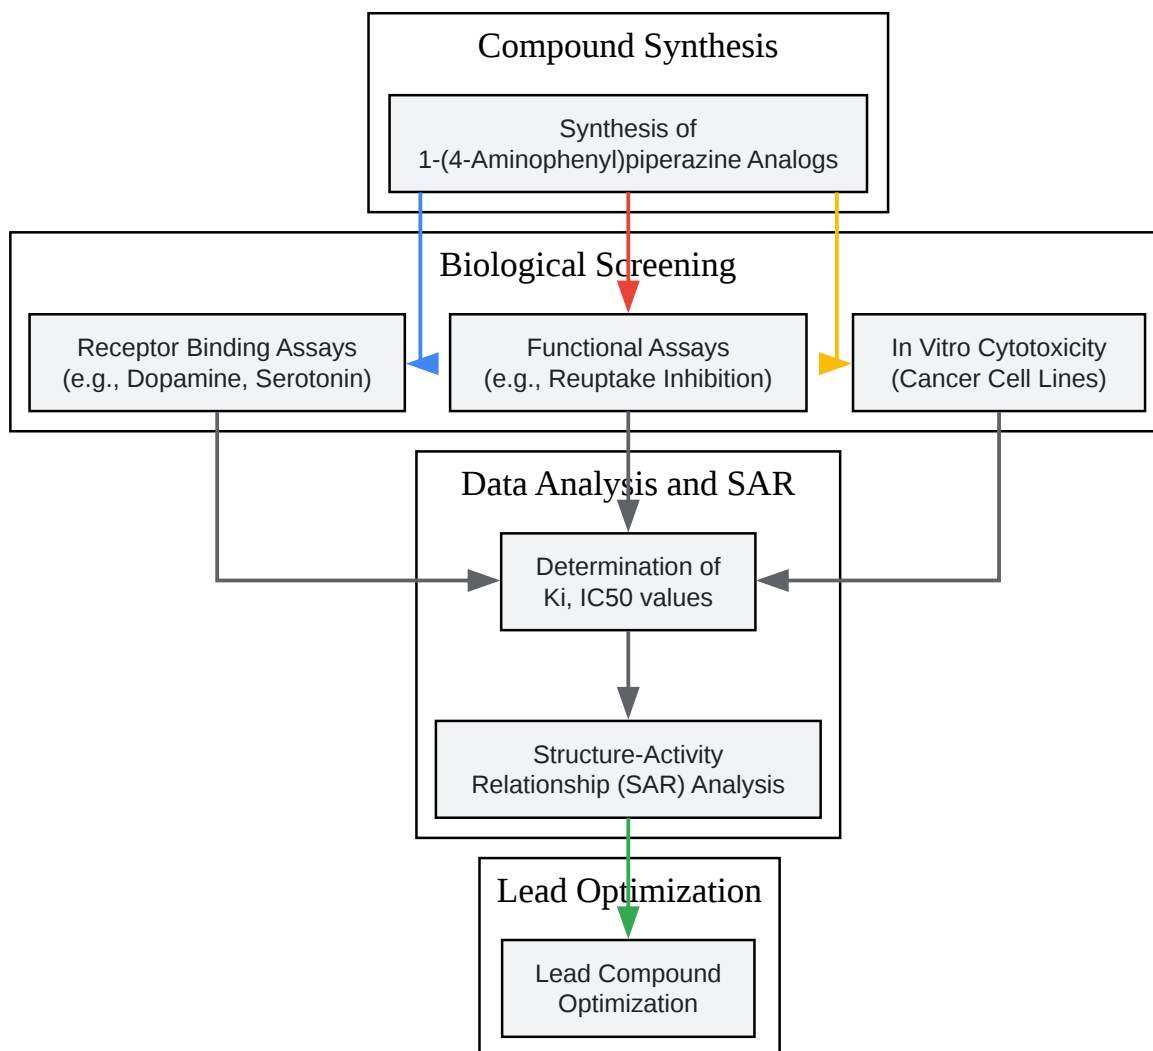 Compound Synthesis
Synthesis of
1-(4-Aminophenyl)piperazine Analogs
Biological Screening
Receptor Binding Assays
(e.g., Dopamine, Serotonin)
Functional Assays
(e.g., Reuptake Inhibition)
In Vitro Cytotoxicity
(Cancer Cell Lines)
Data Analysis and SAR
Determination of
Ki, IC50 values
Structure-Activity
Relationship (SAR) Analysis
Lead Optimization
Lead Compound
Optimization